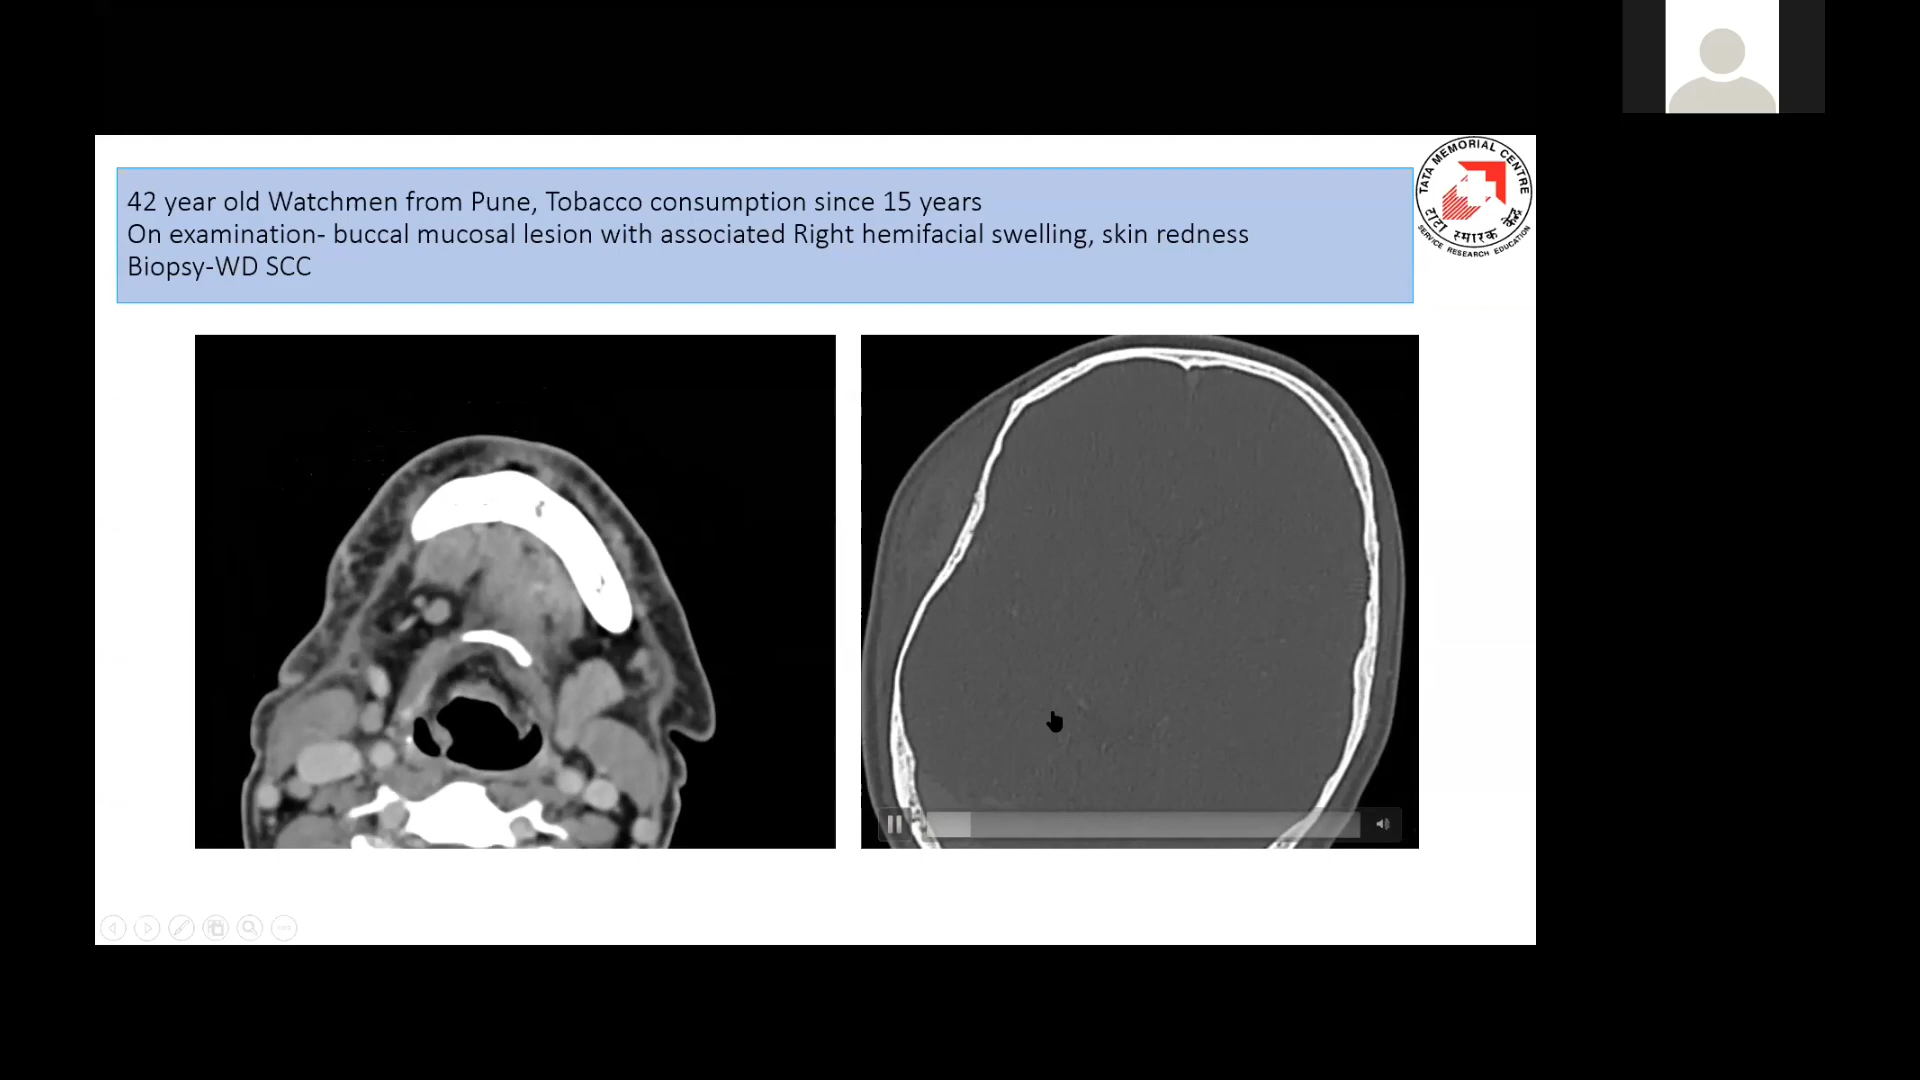 42 year old Watchmen from Pune, Tobacco consumption since 15 years
On examination- buccal mucosal lesion with associated Right hemifacial swelling, skin redness
Biopsy-WD SCC
TATA MEMORIAL CENTRE
टाटा स्मारक केंद्र
SERVICE RESEARCH EDUCATION